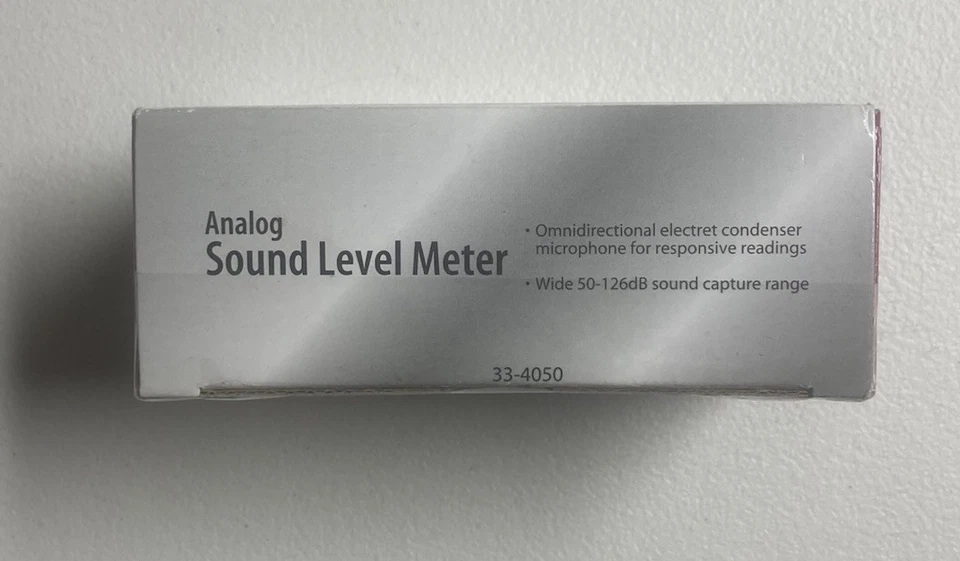 Analog
Sound Level Meter
• Omnidirectional electret condenser
microphone for responsive readings
• Wide 50-126dB sound capture range
33-4050